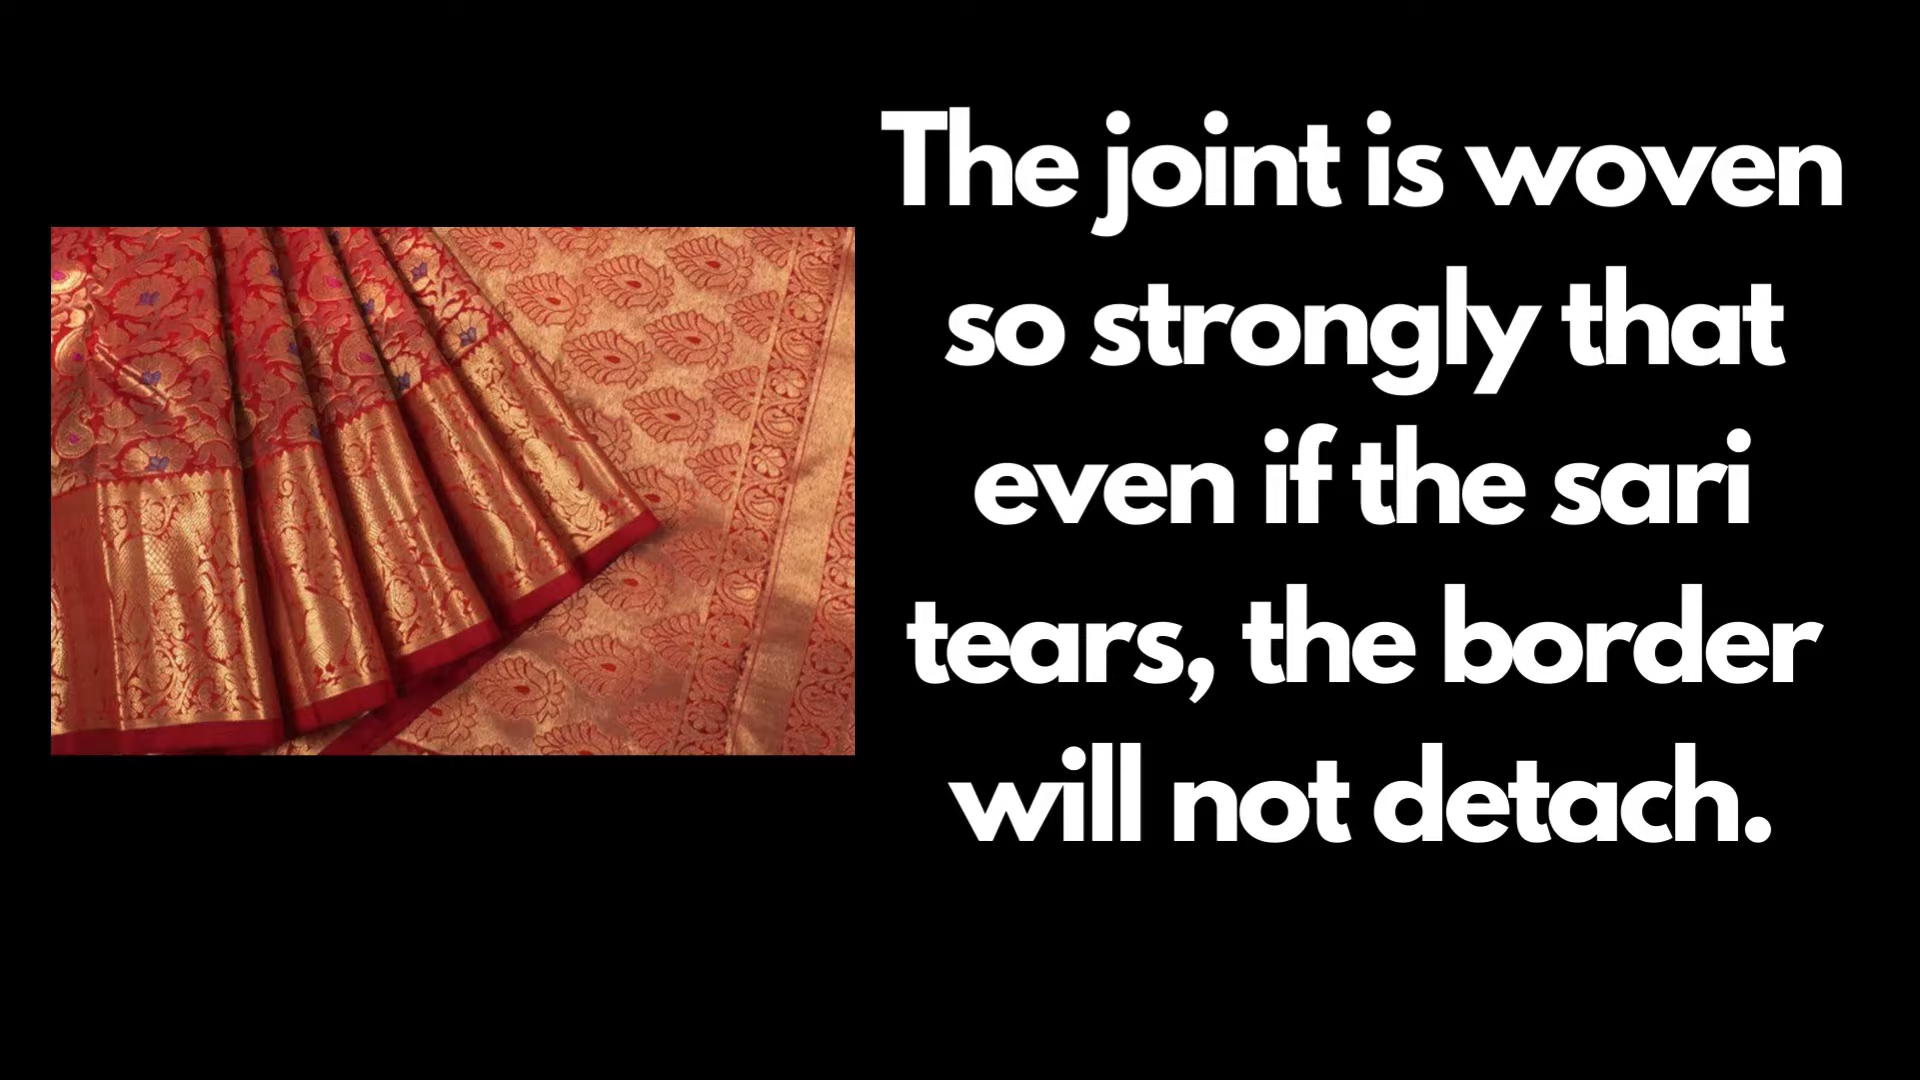 The joint is woven
so strongly that
even if the sari
tears, the border
will not detach.